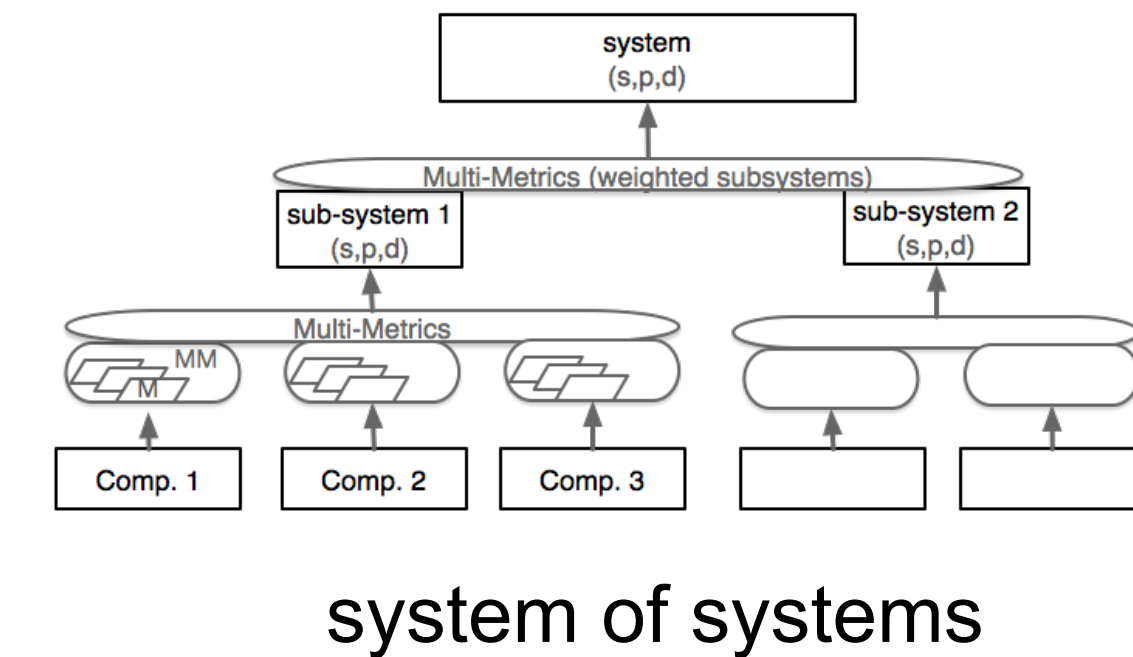 system
(s,p,d)
Multi-Metrics (weighted subsystems)
sub-system 1
(s,p,d)
sub-system 2
(s,p,d)
Multi-Metrics
MM
M
Comp. 1
Comp. 2
Comp. 3
system of systems